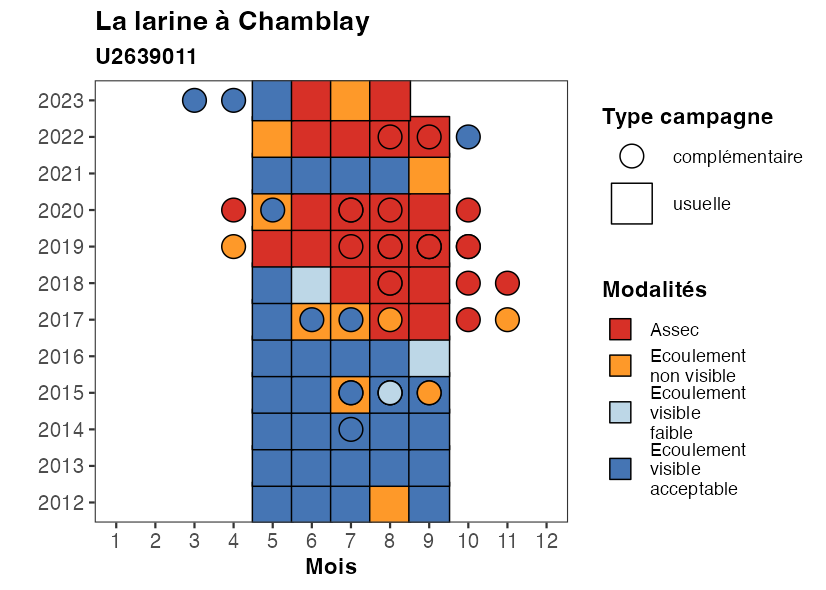 La larine à Chamblay
U2639011
2023
2022
2021
2020
2019
2018
2017
2016
2015
2014
2013
2012
1 2 3 4 5 6 7 8 9 10 11 12
Mois
Type campagne
complémentaire
usuelle
Modalités
Assec
Ecoulement
non visible
Ecoulement
visible
faible
Ecoulement
visible
acceptable